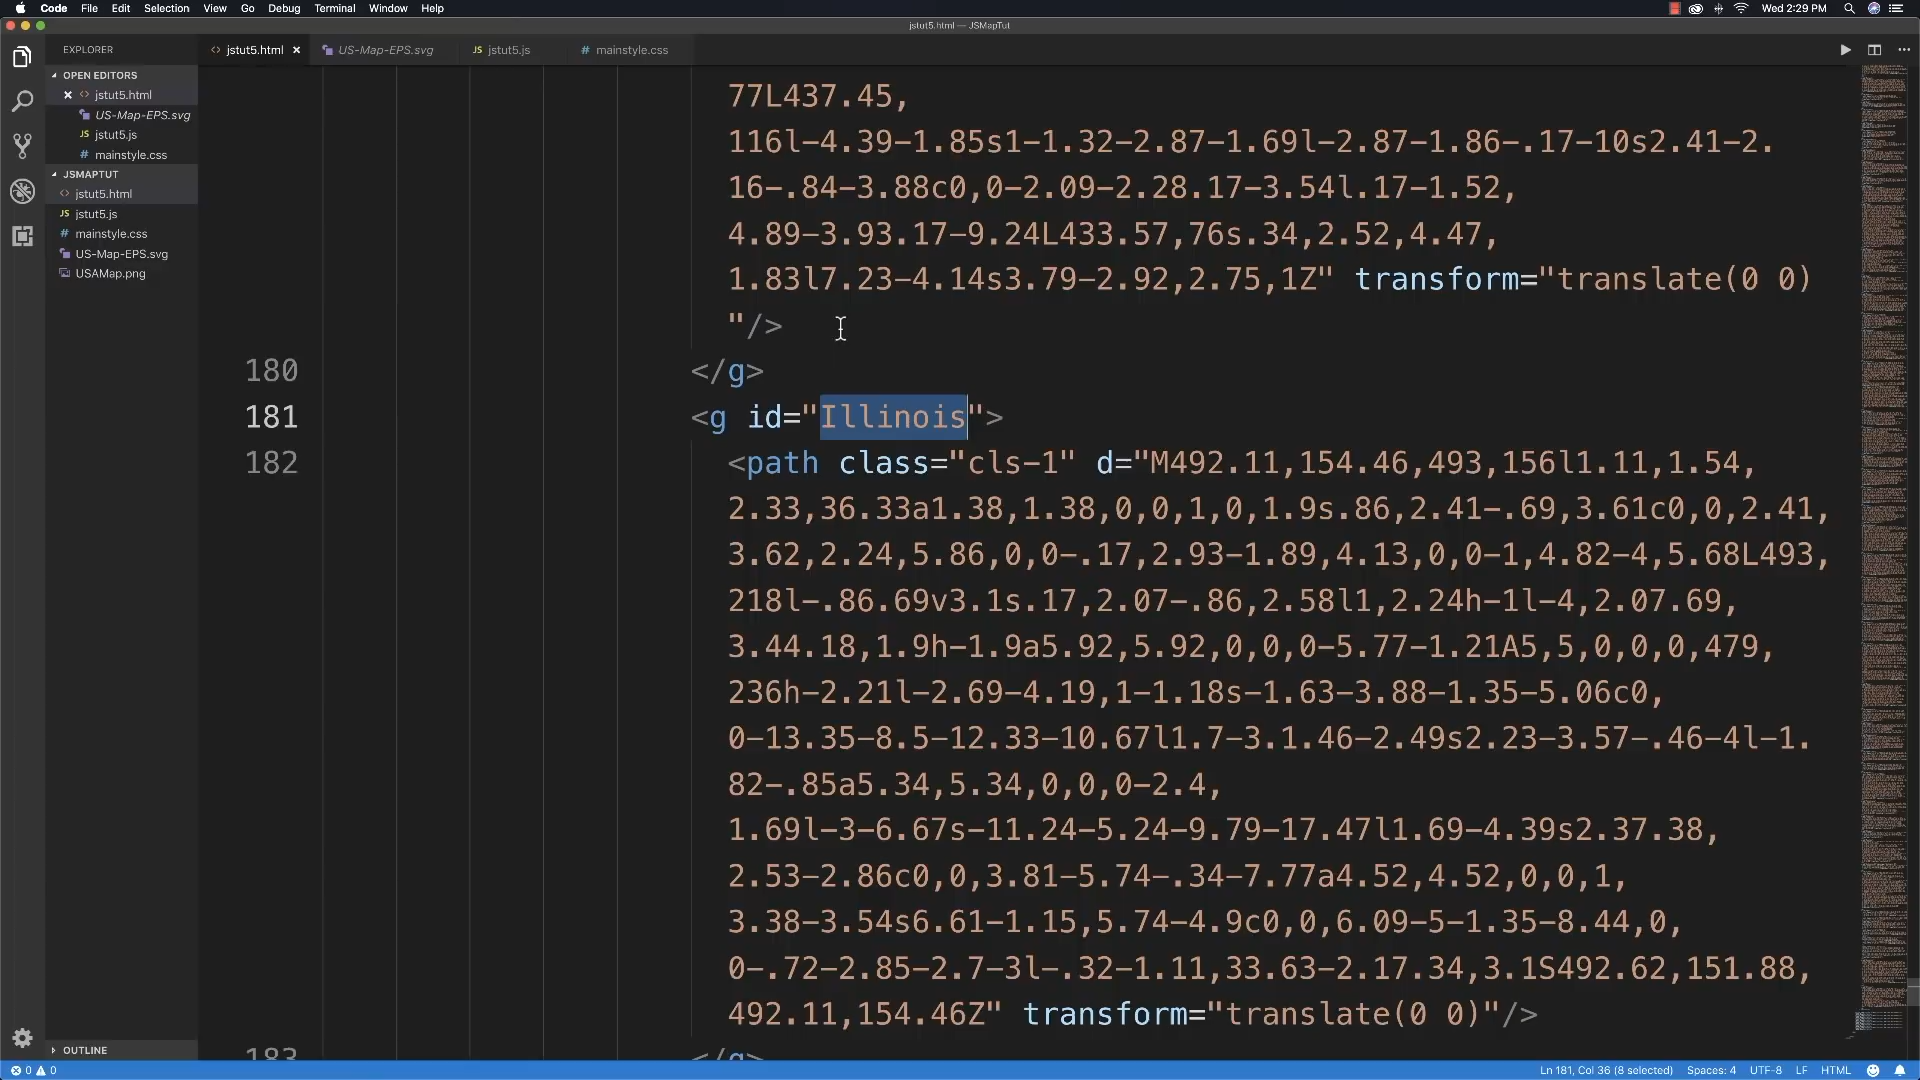 Code File Edit Selection View Go Debug Terminal Window Help Wed 2:29 PM
jstut5.html — JSMapTut
EXPLORER
jstut5.html
US-Map-EPS.svg
JS jstut5.js
# mainstyle.css
OPEN EDITORS
<> jstut5.html
US-Map-EPS.svg
JS jstut5.js
# mainstyle.css
JSMAPTUT
<> jstut5.html
JS jstut5.js
# mainstyle.css
US-Map-EPS.svg
USAMap.png
OUTLINE
77L437.45,
116l-4.39-1.85s1-1.32-2.87-1.69l-2.87-1.86-.17-10s2.41-2.
16-.84-3.88c0,0-2.09-2.28.17-3.54l.17-1.52,
4.89-3.93.17-9.24L433.57,76s.34,2.52,4.47,
1.83l7.23-4.14s3.79-2.92,2.75,1Z" transform="translate(0 0)
"/>
180 </g>
181 <g id="Illinois">
182 <path class="cls-1" d="M492.11,154.46,493,156l1.11,1.54,
2.33,36.33a1.38,1.38,0,0,1,0,1.9s.86,2.41-.69,3.61c0,0,2.41,
3.62,2.24,5.86,0,0-.17,2.93-1.89,4.13,0,0-1,4.82-4,5.68L493,
218l-.86.69v3.1s.17,2.07-.86,2.58l1,2.24h-1l-4,2.07.69,
3.44.18,1.9h-1.9a5.92,5.92,0,0,0-5.77-1.21A5,5,0,0,0,479,
236h-2.21l-2.69-4.19,1-1.18s-1.63-3.88-1.35-5.06c0,
0-13.35-8.5-12.33-10.67l1.7-3.1.46-2.49s2.23-3.57-.46-4l-1.
82-.85a5.34,5.34,0,0,0-2.4,
1.69l-3-6.67s-11.24-5.24-9.79-17.47l1.69-4.39s2.37.38,
2.53-2.86c0,0,3.81-5.74-.34-7.77a4.52,4.52,0,0,1,
3.38-3.54s6.61-1.15,5.74-4.9c0,0,6.09-5-1.35-8.44,0,
0-.72-2.85-2.7-3l-.32-1.11,33.63-2.17.34,3.1S492.62,151.88,
492.11,154.46Z" transform="translate(0 0)"/>
183 </g>
0 0 Ln 181, Col 36 (8 selected) Spaces: 4 UTF-8 LF HTML